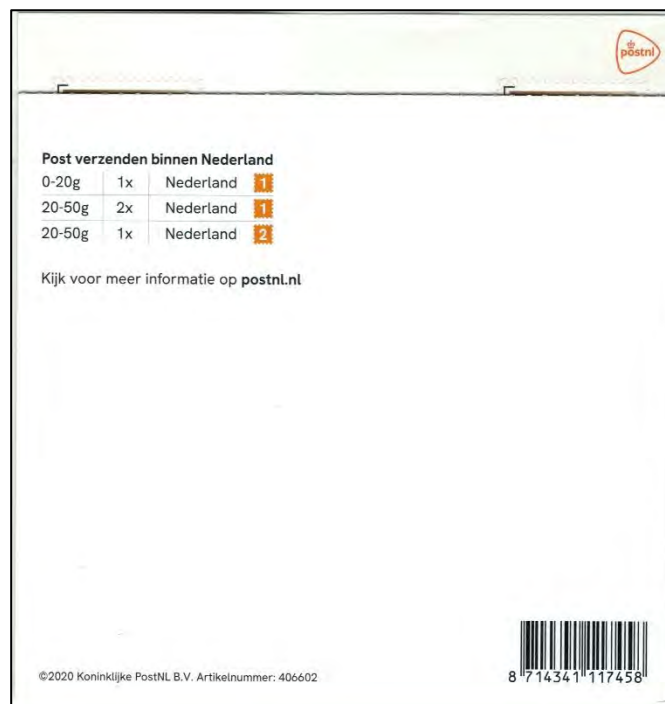 postnl
Post verzenden binnen Nederland
0-20g 1x Nederland 1
20-50g 2x Nederland 1
20-50g 1x Nederland 2
Kijk voor meer informatie op postnl.nl
©2020 Koninklijke PostNL B.V. Artikelnummer: 406602
8 714341 117458